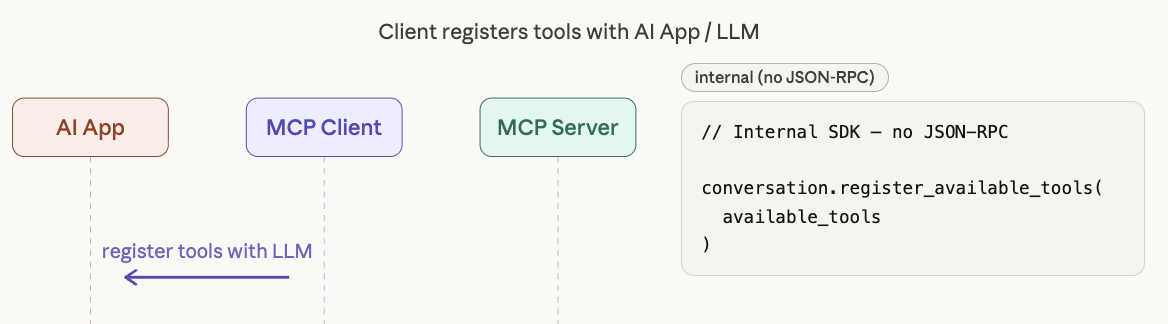 Client registers tools with AI App / LLM
internal (no JSON-RPC)
AI App
MCP Client
MCP Server
// Internal SDK – no JSON–RPC
conversation.register_available_tools(
available_tools
)
register tools with LLM